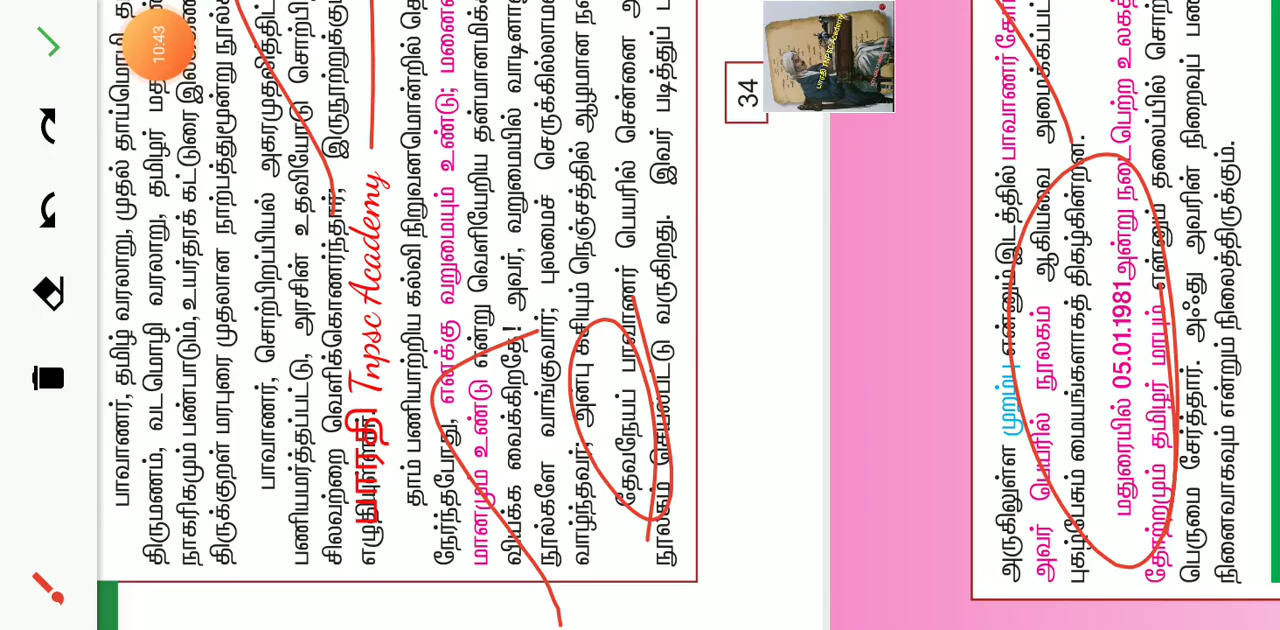 பாவாணர், தமிழ் வரலாறு, முதல் தாய்மொழி
திருமணம், வடமொழி வரலாறு, தமிழர்
நாகரிகமும் பண்பாடும், உயர்தரக் கட்டுரை
திருக்குறள் மரபுரை முதலான நாற்பத்துமூன்று
பாவாணர், சொற்பிறப்பியல் அகரமுதலித்திட்
பணியமர்த்தப்பட்டு, அரசின் உதவியோடு சொற்பி
சிலவற்றை வெளிக்கொணர்ந்தார்; இருநூற்றுக்கு
எழுதியுள்ளார்.
பாரதி Tnpsc Academy
தாம் பணியாற்றிய கல்வி நிறுவனமொன்றில்
நேர்ந்தபோது, எனக்கு வறுமையும் உண்டு; மனை
மானமும் உண்டு என்று வெளியேறிய தன்மானமிக்க
வியக்க வைக்கிறதே! அவர், வறுமையில் வாடினா
நூல்களே வாங்குவார்; புலமைச் செருக்கில்லாம
வாழ்ந்தவர்; அன்பு கசியும் நெஞ்சத்தில் ஆழமான
தேவநேயப் பாவாணர் பெயரில் சென்னை
நூலகம் செயல்பட்டு வருகிறது. இவர் படித்துப்
34
அருகிலுள்ள முறம்பு என்னும் இடத்தில் பாவாணர் கோட்
அவர் பெயரில் நூலகம் ஆகியவை அமைக்கப்பட்
புகழ்பேசும் மையங்களாகத் திகழ்கின்றன.
மதுரையில் 05.01.1981அன்று நடைபெற்ற உலகத்
தோற்றமும் தமிழர் மரபும் என்னும் தலைப்பில் சொற்
பெருமை சேர்த்தார். அஃது அவரின் நிறைவுப்
நினைவாகவும் என்றும் நிலைத்திருக்கும்.
10:43